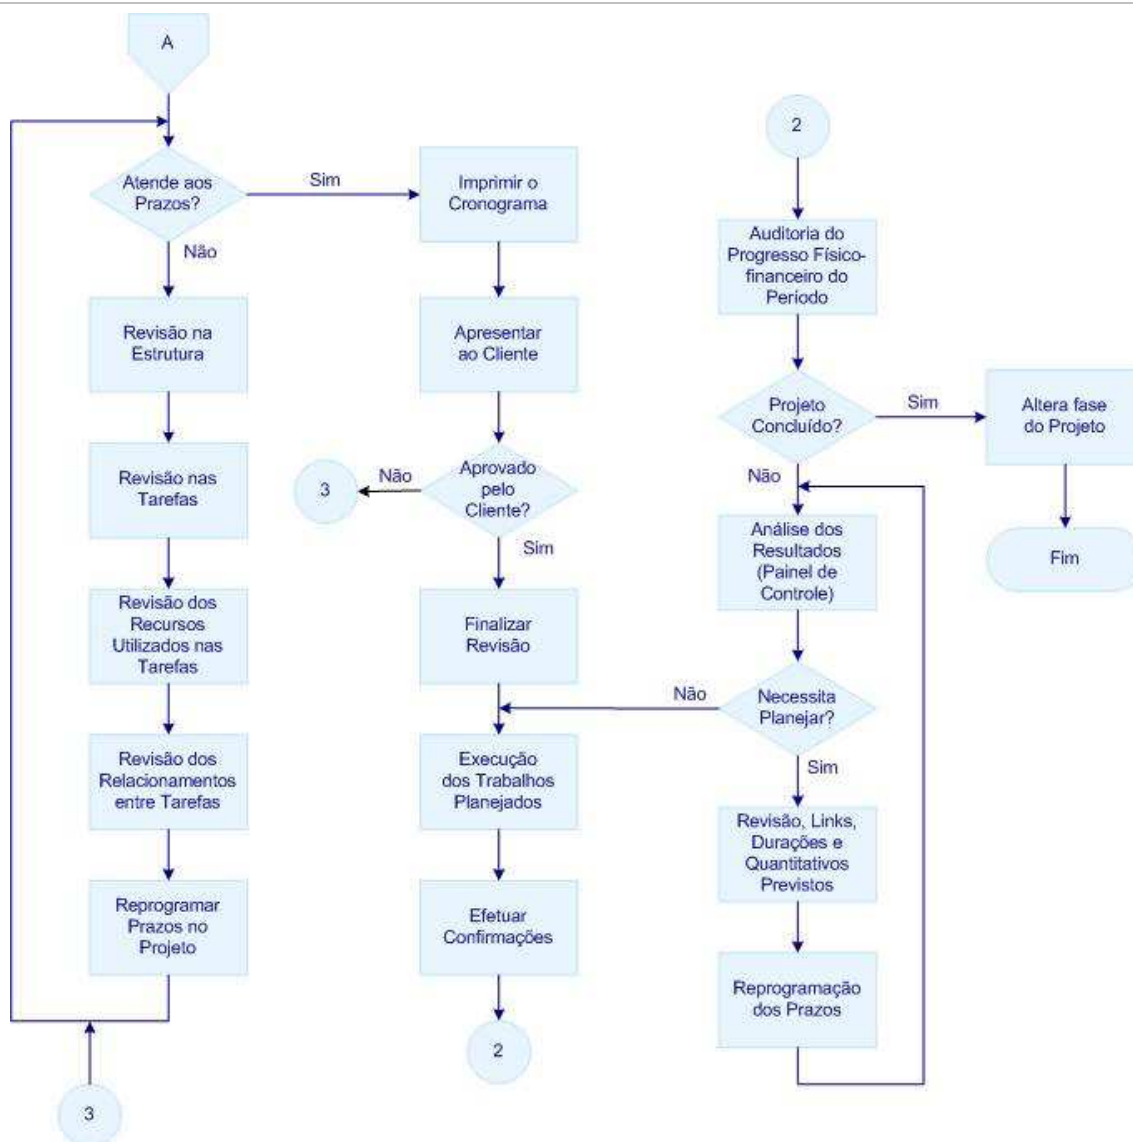 A
Atende aos
Prazos?
Sim
Não
Revisão na
Estrutura
Revisão nas
Tarefas
Revisão dos
Recursos
Utilizados nas
Tarefas
Revisão dos
Relacionamentos
entre Tarefas
Reprogramar
Prazos no
Projeto
3
Imprimir o
Cronograma
Apresentar
ao Cliente
Aprovado
pelo
Cliente?
Não
3
Sim
Finalizar
Revisão
Execução
dos Trabalhos
Planejados
Efetuar
Confirmações
2
2
Auditoria do
Progresso Físico-
financeiro do
Período
Projeto
Concluído?
Sim
Altera fase
do Projeto
Fim
Não
Análise dos
Resultados
(Painel de
Controle)
Necessita
Planejar?
Não
Sim
Revisão, Links,
Durações e
Quantitativos
Previstos
Reprogramação
dos Prazos